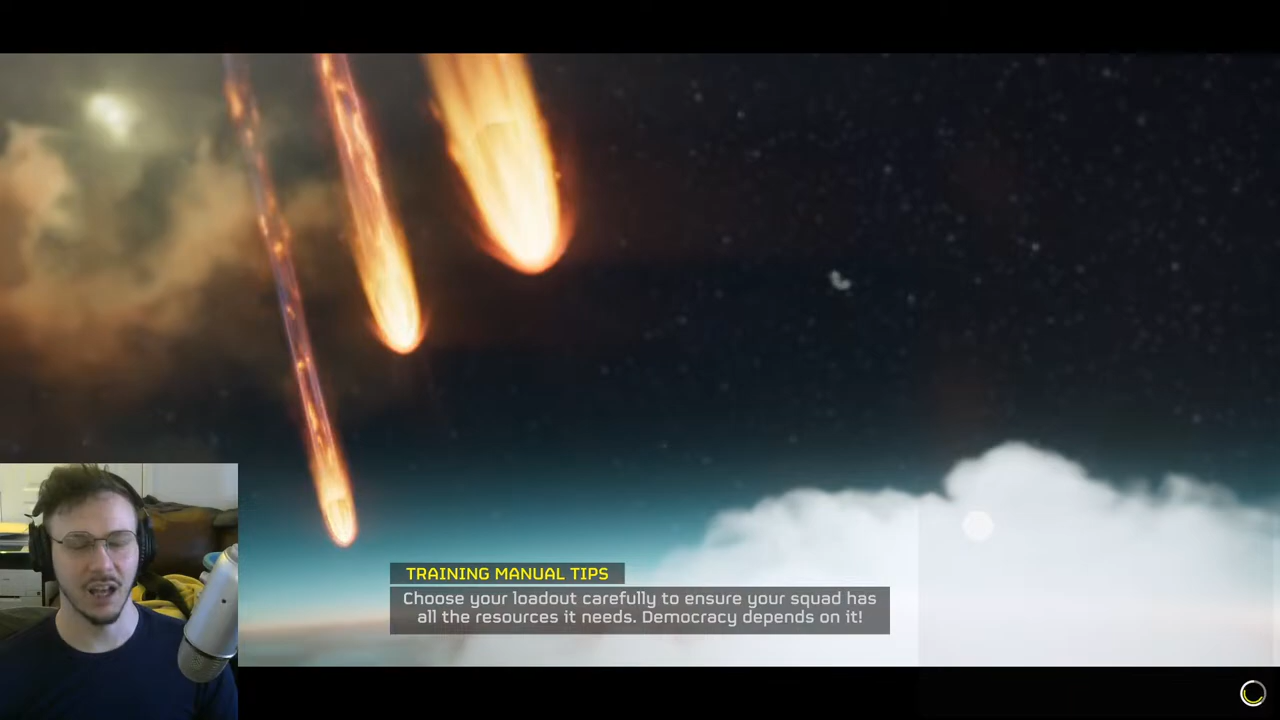 TRAINING MANUAL TIPS
Choose your loadout carefully to ensure your squad has
all the resources it needs. Democracy depends on it!